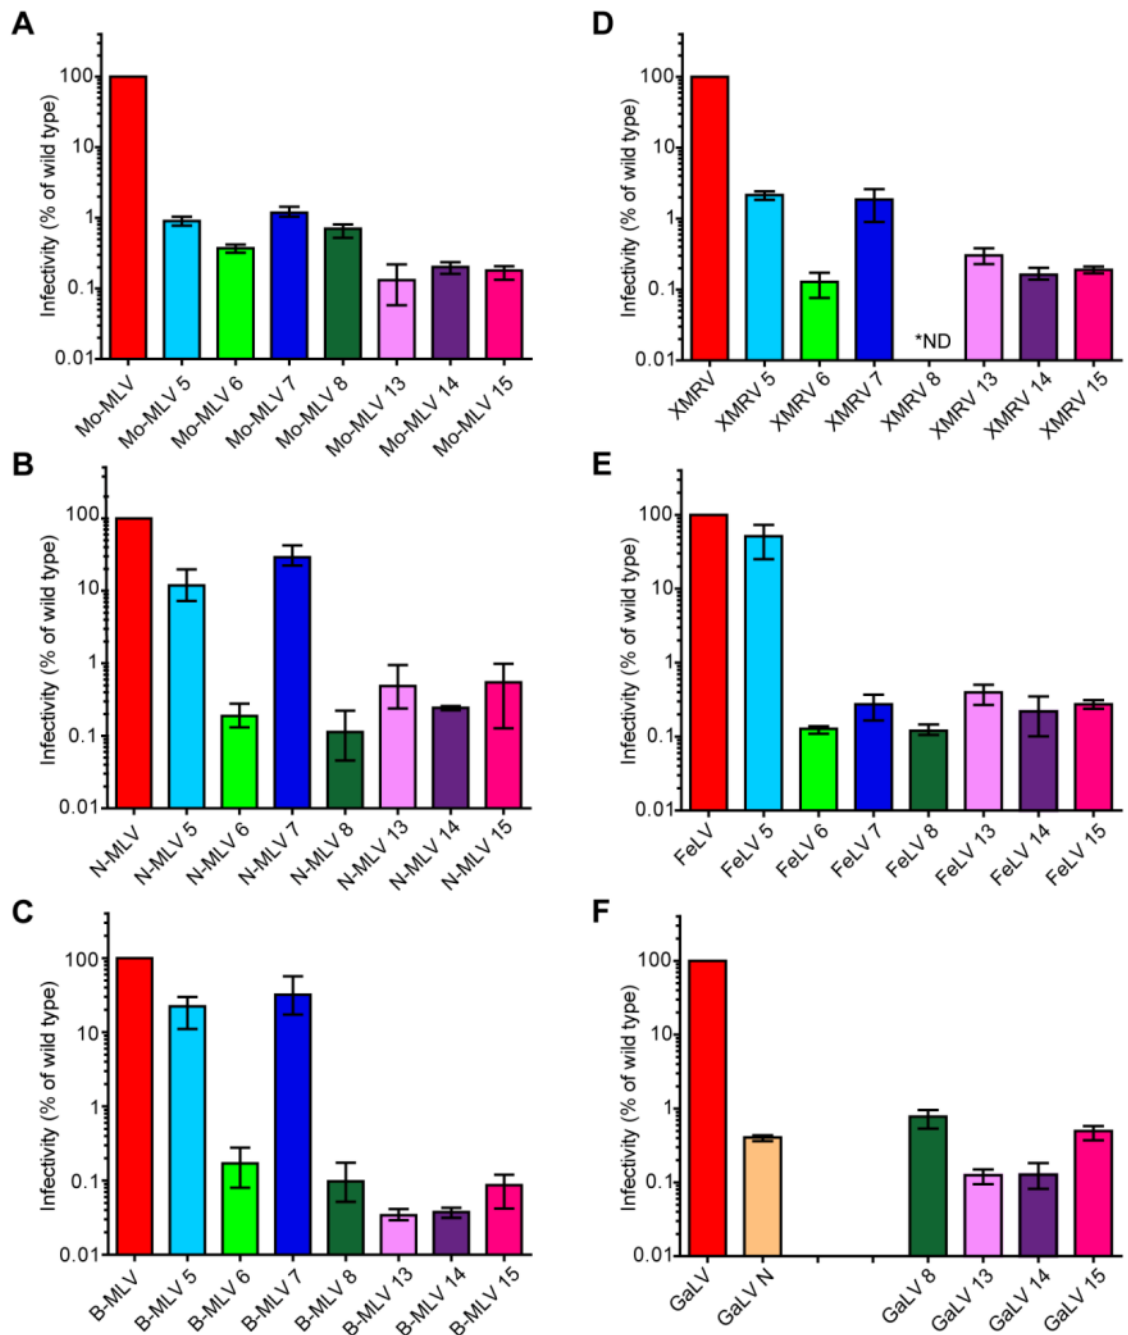 A
Infectivity (% of wild type)
100
10
1
0.1
0.01
Mo-MLV
Mo-MLV 5
Mo-MLV 6
Mo-MLV 7
Mo-MLV 8
Mo-MLV 13
Mo-MLV 14
Mo-MLV 15
D
Infectivity (% of wild type)
100
10
1
0.1
0.01
*ND
XMRV
XMRV 5
XMRV 6
XMRV 7
XMRV 8
XMRV 13
XMRV 14
XMRV 15
B
Infectivity (% of wild type)
100
10
1
0.1
0.01
N-MLV
N-MLV 5
N-MLV 6
N-MLV 7
N-MLV 8
N-MLV 13
N-MLV 14
N-MLV 15
E
Infectivity (% of wild type)
100
10
1
0.1
0.01
FeLV
FeLV 5
FeLV 6
FeLV 7
FeLV 8
FeLV 13
FeLV 14
FeLV 15
C
Infectivity (% of wild type)
100
10
1
0.1
0.01
B-MLV
B-MLV 5
B-MLV 6
B-MLV 7
B-MLV 8
B-MLV 13
B-MLV 14
B-MLV 15
F
Infectivity (% of wild type)
100
10
1
0.1
0.01
GaLV
GaLV N
GaLV 8
GaLV 13
GaLV 14
GaLV 15